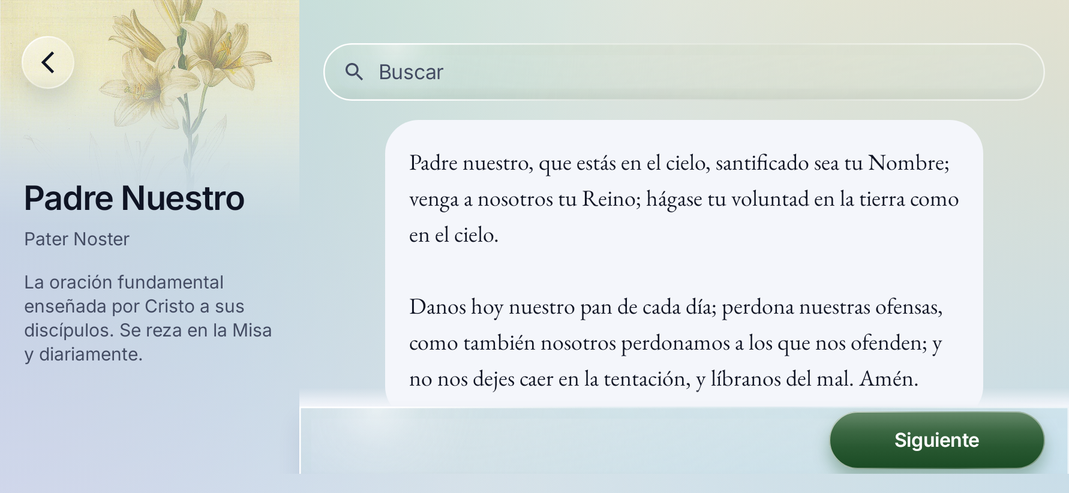 Padre Nuestro
Pater Noster
La oración fundamental
enseñada por Cristo a sus
discípulos. Se reza en la Misa
y diariamente.
Buscar
Padre nuestro, que estás en el cielo, santificado sea tu Nombre;
venga a nosotros tu Reino; hágase tu voluntad en la tierra como
en el cielo.
Danos hoy nuestro pan de cada día; perdona nuestras ofensas,
como también nosotros perdonamos a los que nos ofenden; y
no nos dejes caer en la tentación, y líbranos del mal. Amén.
Siguiente